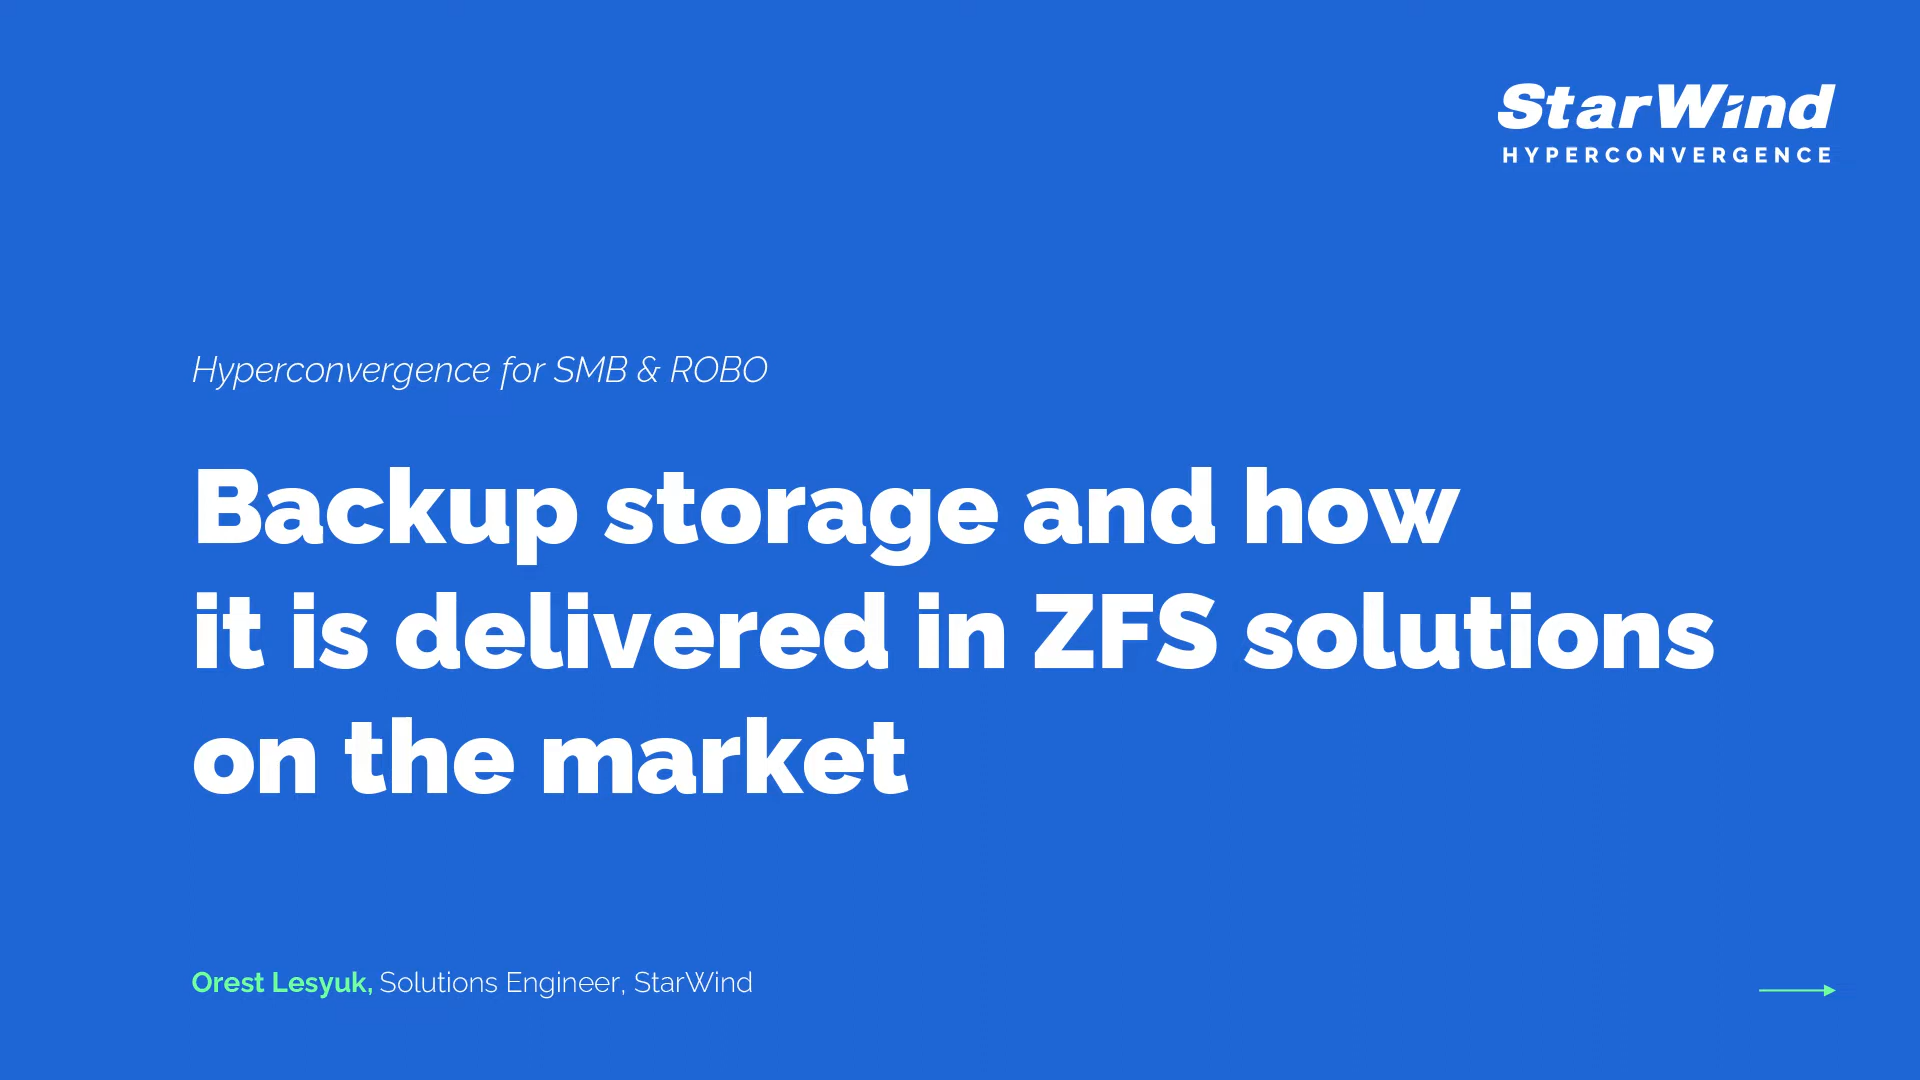 StarWind
HYPERCONVERGENCE
Hyperconvergence for SMB & ROBO
Backup storage and how
it is delivered in ZFS solutions
on the market
Orest Lesyuk, Solutions Engineer, StarWind